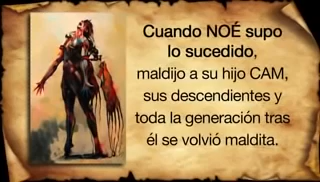 Cuando NOÉ supo
lo sucedido,
maldijo a su hijo CAM,
sus descendientes y
toda la generación tras
él se volvió maldita.